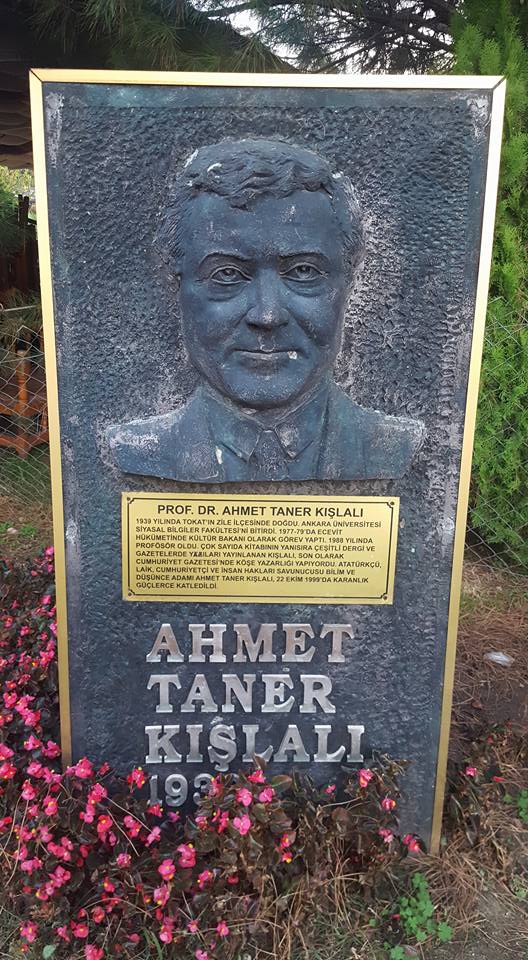 PROF. DR. AHMET TANER KIŞLALI
1939 YILINDA TOKAT'IN ZİLE İLÇESİNDE DOĞDU. ANKARA ÜNİVERSİTESİ
SİYASAL BİLGİLER FAKÜLTESİ'Nİ BİTİRDİ. 1977-79'DA ECEVİT
HÜKÜMETİNDE KÜLTÜR BAKANI OLARAK GÖREV YAPTI. 1988 YILINDA
PROFÖSÖR OLDU. ÇOK SAYIDA KİTABININ YANISIRA ÇEŞİTLİ DERGİ VE
GAZETELERDE YAZILARI YAYINLANAN KIŞLALI, SON OLARAK
CUMHURİYET GAZETESİ'NDE KÖŞE YAZARLIĞI YAPIYORDU. ATATÜRKÇÜ,
LAİK, CUMHURİYETÇİ VE İNSAN HAKLARI SAVUNUCUSU BİLİM VE
DÜŞÜNCE ADAMI AHMET TANER KIŞLALI, 22 EKİM 1999'DA KARANLIK
GÜÇLERCE KATLEDİLDİ.
AHMET
TANER
KIŞLALI